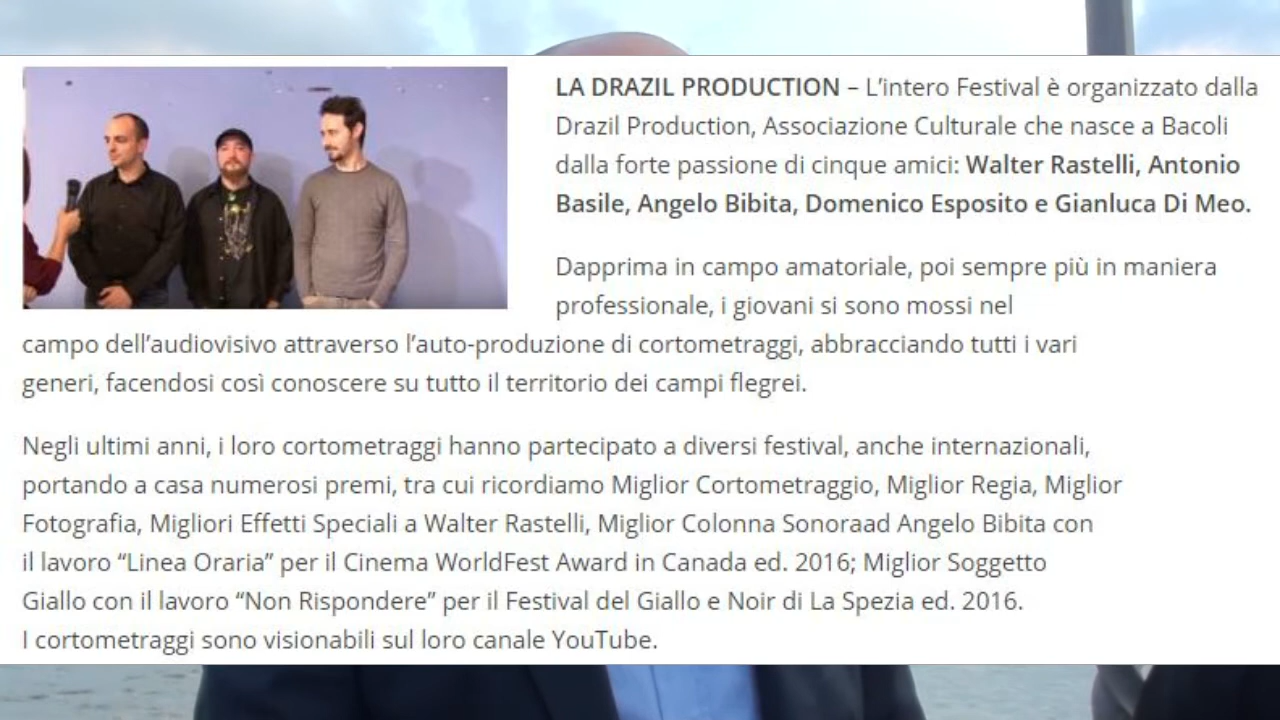 LA DRAZIL PRODUCTION – L’intero Festival è organizzato dalla
Drazil Production, Associazione Culturale che nasce a Bacoli
dalla forte passione di cinque amici: Walter Rastelli, Antonio
Basile, Angelo Bibita, Domenico Esposito e Gianluca Di Meo.
Dapprima in campo amatoriale, poi sempre più in maniera
professionale, i giovani si sono mossi nel
campo dell’audiovisivo attraverso l’auto-produzione di cortometraggi, abbracciando tutti i vari
generi, facendosi così conoscere su tutto il territorio dei campi flegrei.
Negli ultimi anni, i loro cortometraggi hanno partecipato a diversi festival, anche internazionali,
portando a casa numerosi premi, tra cui ricordiamo Miglior Cortometraggio, Miglior Regia, Miglior
Fotografia, Migliori Effetti Speciali a Walter Rastelli, Miglior Colonna Sonoraad Angelo Bibita con
il lavoro “Linea Oraria” per il Cinema WorldFest Award in Canada ed. 2016; Miglior Soggetto
Giallo con il lavoro “Non Rispondere” per il Festival del Giallo e Noir di La Spezia ed. 2016.
I cortometraggi sono visionabili sul loro canale YouTube.